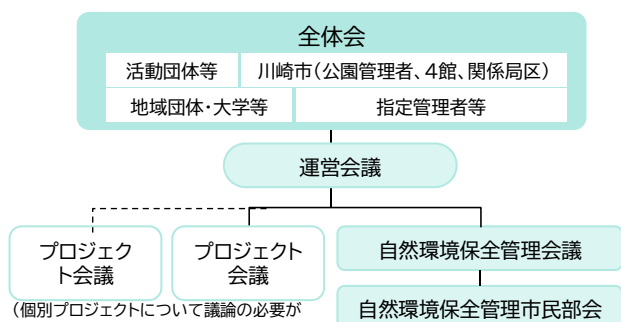 全体会
活動団体等
川崎市(公園管理者、4館、関係局区)
地域団体・大学等
指定管理者等
運営会議
プロジェク
ト会議
プロジェクト
会議
自然環境保全管理会議
(個別プロジェクトについて議論の必要が
自然環境保全管理市民部会